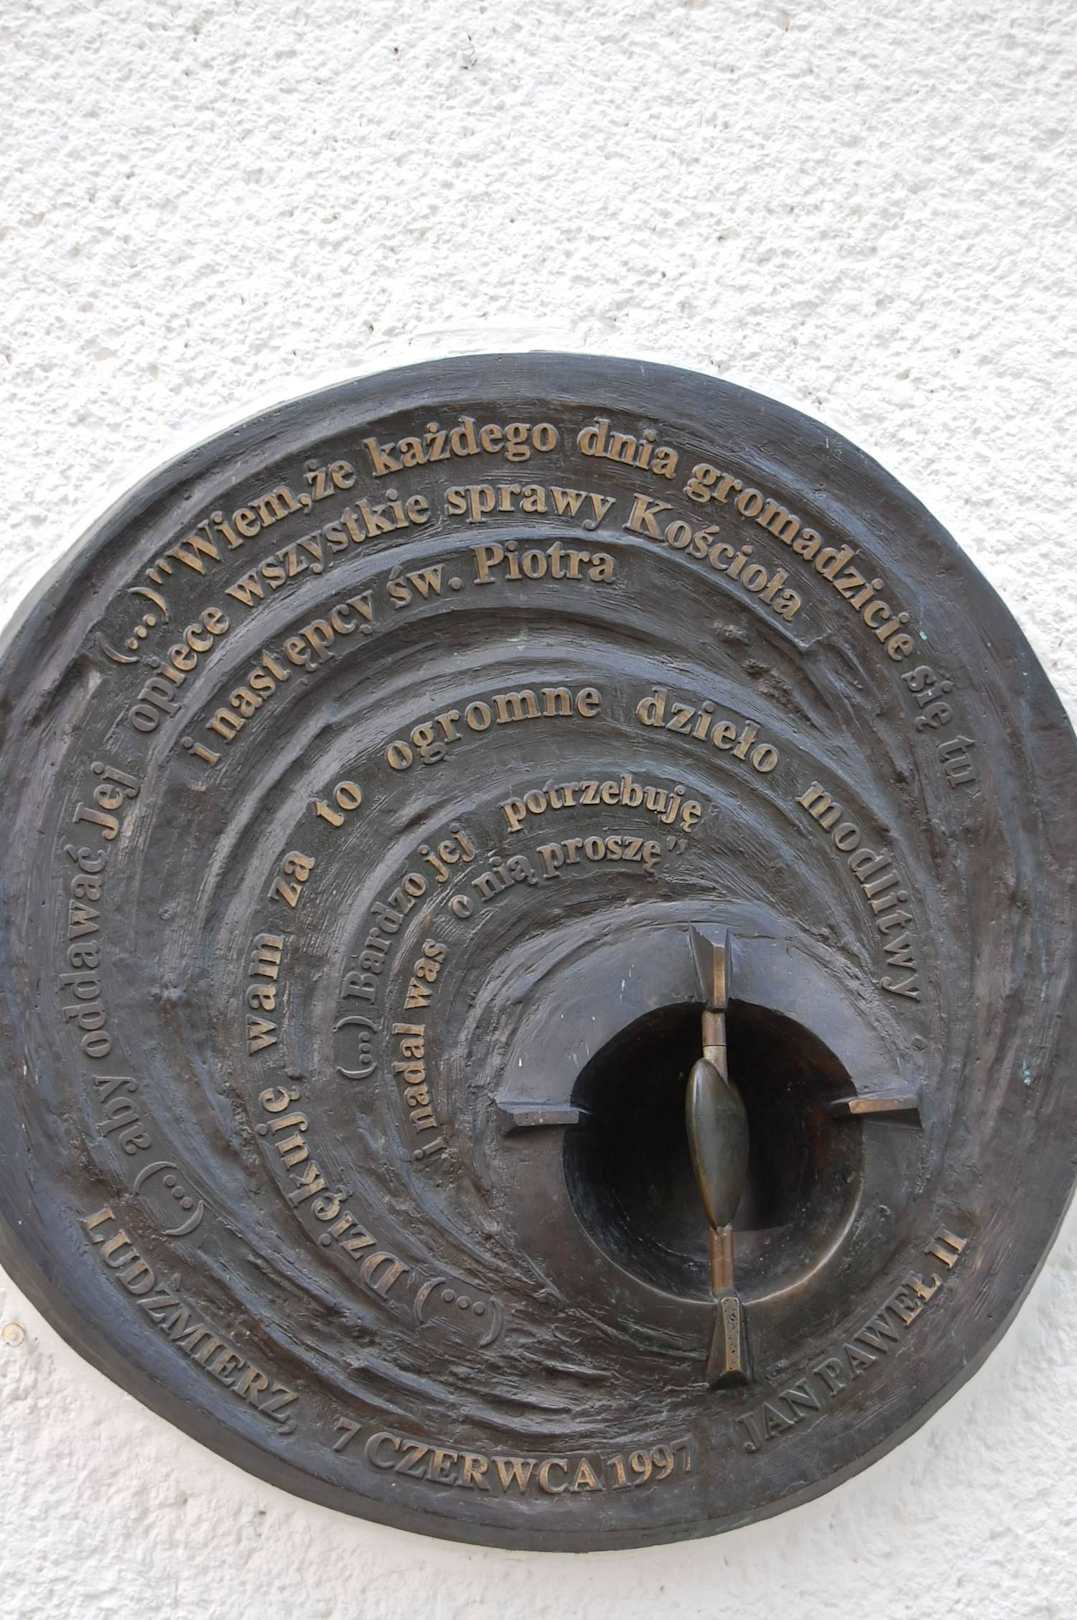 (...)"Wiem,że każdego dnia gromadzicie się tu
(...) aby oddawać Jej opiece wszystkie sprawy Kościoła
i następcy św. Piotra
(...) Dziękuję wam za to ogromne dzieło modlitwy
(...) Bardzo jej potrzebuję
i nadal was o nią proszę"
LUDZMIERZ, 7 CZERWCA 1997 JAN PAWEŁ II